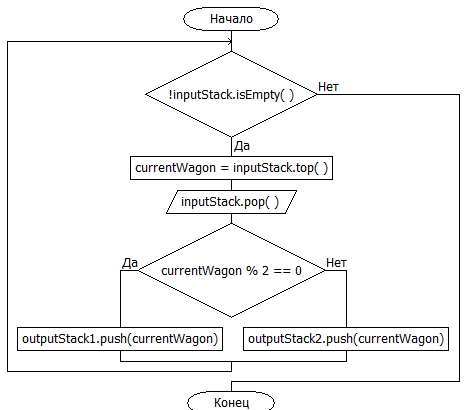 Начало
!inputStack.isEmpty( )
Нет
Да
currentWagon = inputStack.top( )
inputStack.pop( )
Да
Нет
currentWagon % 2 == 0
outputStack1.push(currentWagon)
outputStack2.push(currentWagon)
Конец